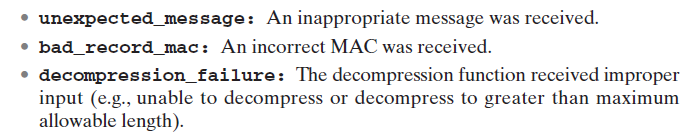 • unexpected_message: An inappropriate message was received.
• bad_record_mac: An incorrect MAC was received.
• decompression_failure: The decompression function received improper
input (e.g., unable to decompress or decompress to greater than maximum
allowable length).